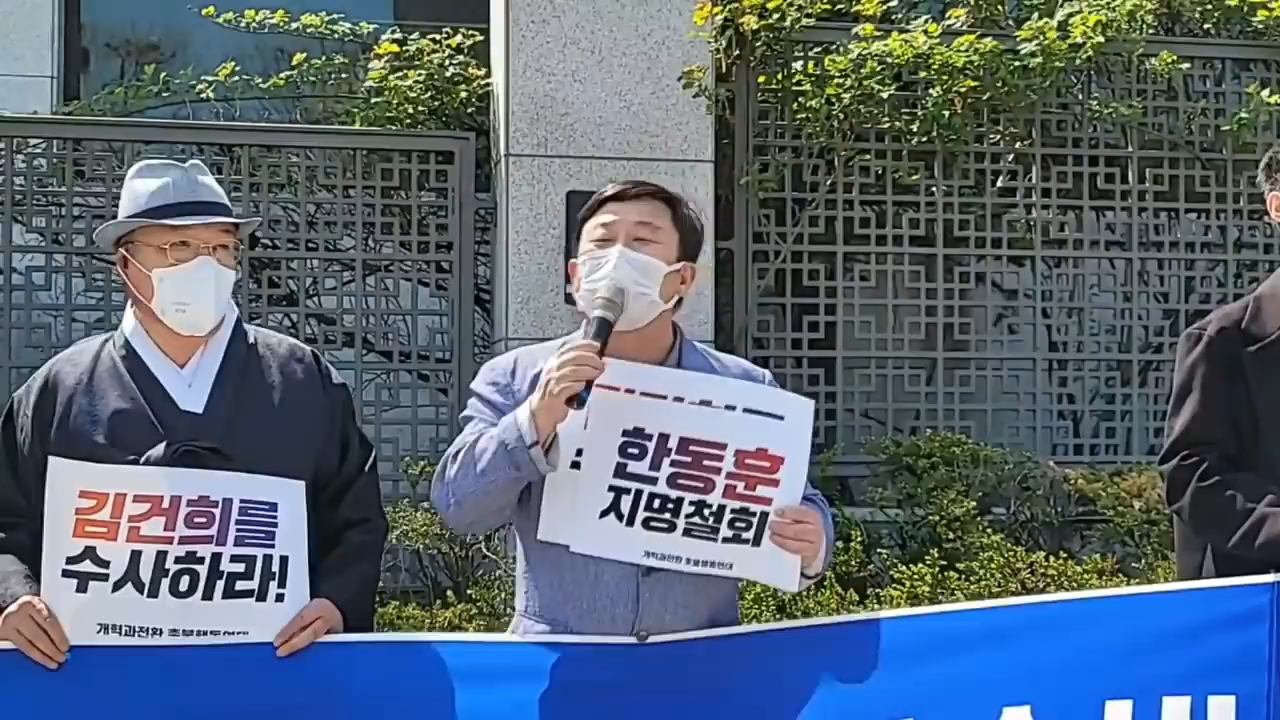 김건희를
수사하라!
개혁과전환 촛불행동연대
한동훈
지명철회
개혁과전환 촛불행동연대